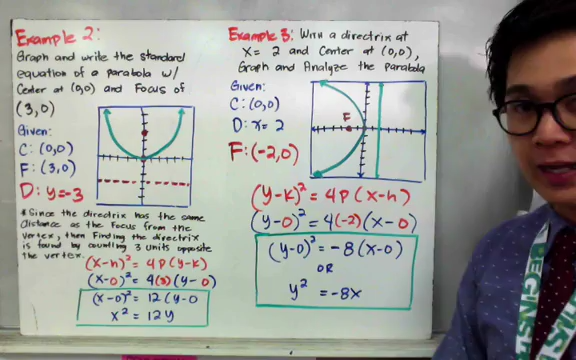 Example 2:
Graph and write the standard
equation of a parabola w/
Center at (0,0) and Focus of
(3,0)
Given:
C: (0,0)
F: (3,0)
D: y=-3
*Since the directrix has the same
distance as the Focus from the
vertex, then Finding the directrix
is found by counting 3 units opposite
the vertex.
(x-h)² = 4P(y-k)
(x-0)² = 4(3)(y-0)
(x-0)² = 12(y-0
x² = 12y
Example 3: With a directrix at
x= 2 and Center at (0,0),
Graph and Analyze the parabola
Given:
C: (0,0)
D: x= 2
F: (-2,0)
F
(y-k)² = 4P(x-h)
(y-0)² = 4(-2)(x-0)
(y-0)² = -8(x-0)
OR
y² = -8x